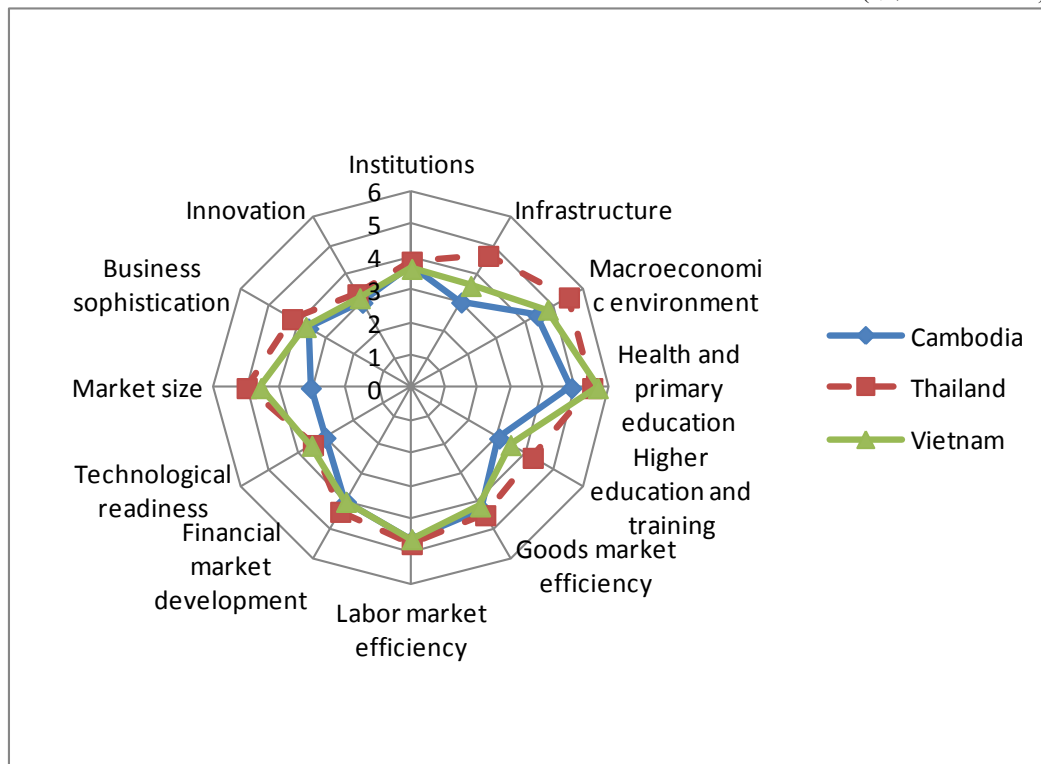 Institutions
Infrastructure
Macroeconomi
c environment
Health and
primary
education
Higher
education and
training
Goods market
efficiency
Labor market
efficiency
Financial
market
development
Technological
readiness
Market size
Business
sophistication
Innovation
6
5
4
3
2
1
0
Cambodia
Thailand
Vietnam